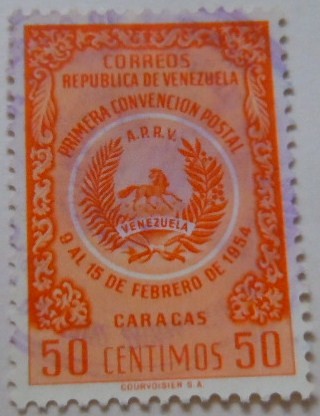 CORREOS
REPUBLICA DE VENEZUELA
PRIMERA CONVENCION POSTAL
A.P.R.V.
VENEZUELA
9 AL 15 DE FEBRERO DE 1954
CARACAS
50 CENTIMOS 50
COURVOISIER S.A.